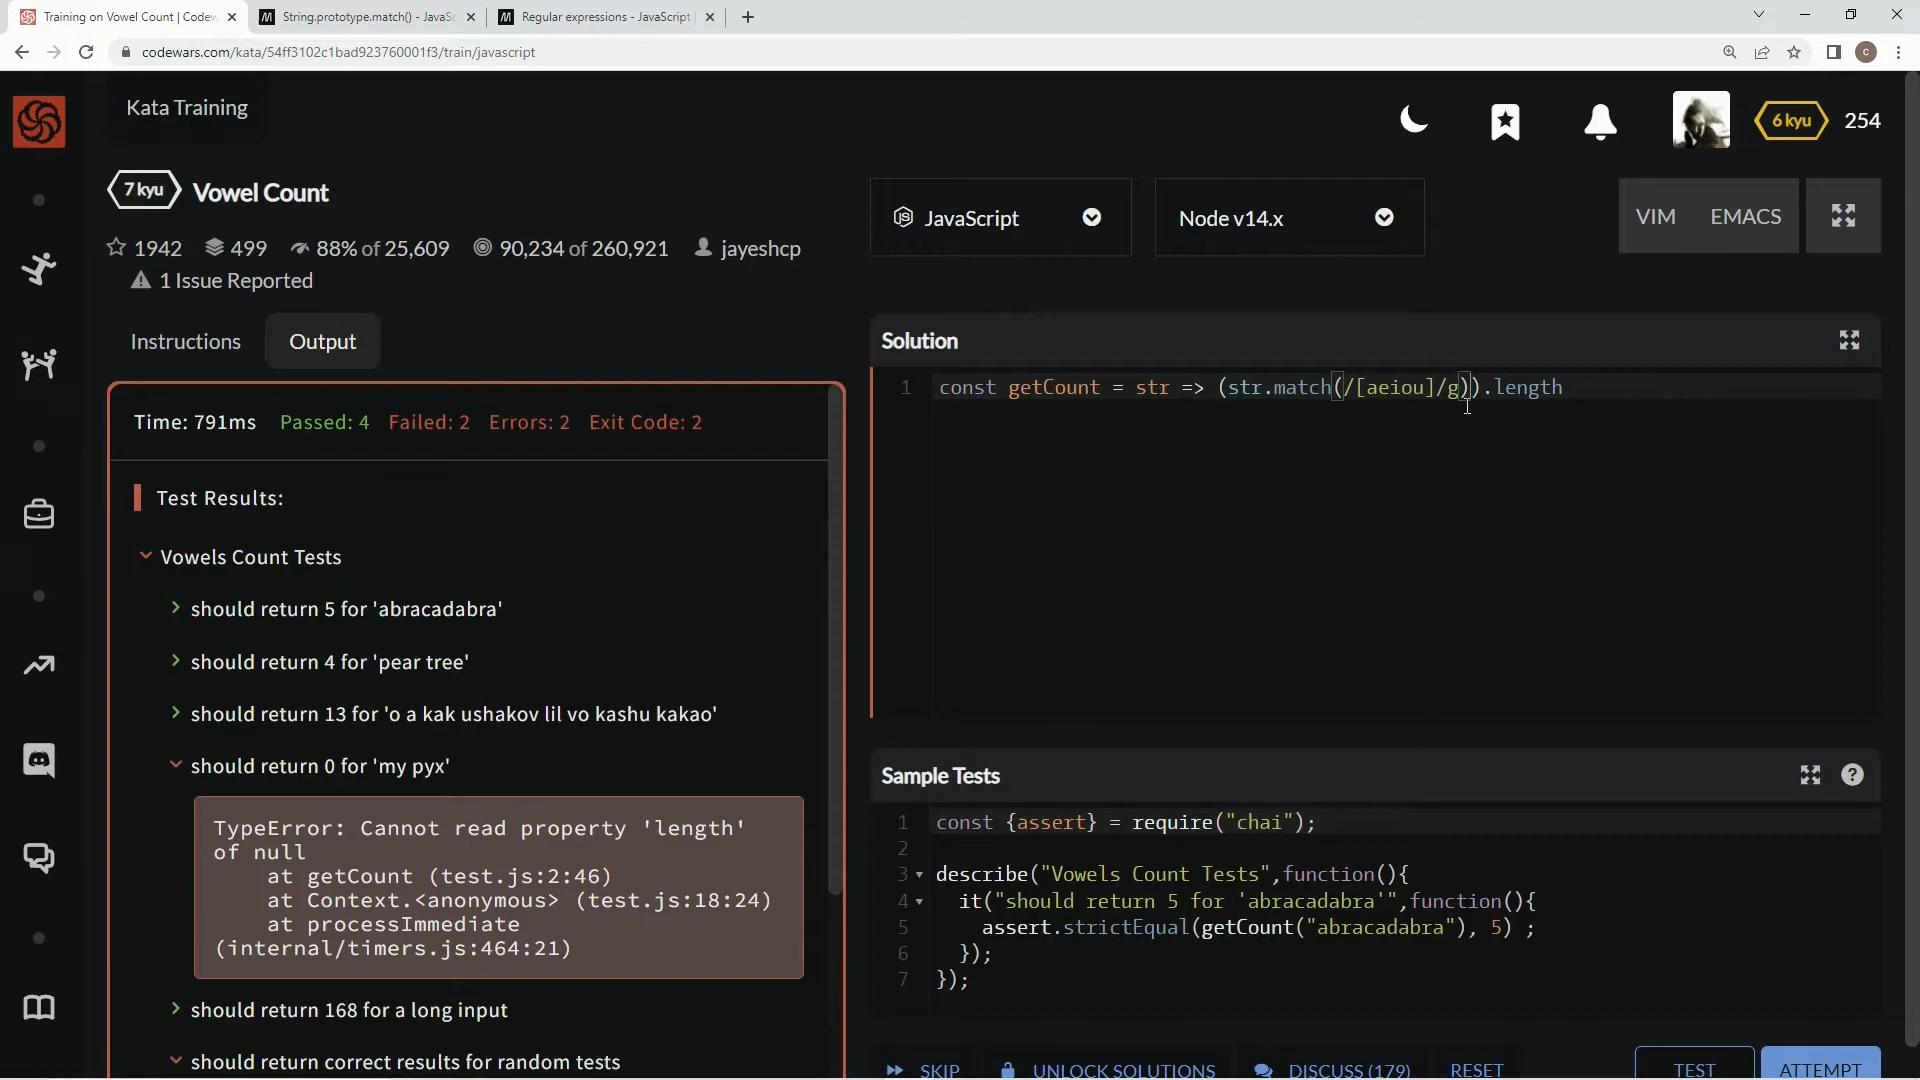 Training on Vowel Count | Codew
String.prototype.match() - JavaSc
Regular expressions - JavaScript
codewars.com/kata/54ff3102c1bad923760001f3/train/javascript
C
Kata Training
6 kyu
254
7 kyu
Vowel Count
1942
499
88% of 25,609
90,234 of 260,921
jayeshcp
1 Issue Reported
JavaScript
Node v14.x
VIM
EMACS
Instructions
Output
Time: 791ms Passed: 4 Failed: 2 Errors: 2 Exit Code: 2
Test Results:
Vowels Count Tests
should return 5 for 'abracadabra'
should return 4 for 'pear tree'
should return 13 for 'o a kak ushakov lil vo kashu kakao'
should return 0 for 'my pyx'
TypeError: Cannot read property 'length'
of null
at getCount (test.js:2:46)
at Context.<anonymous> (test.js:18:24)
at processImmediate
(internal/timers.js:464:21)
should return 168 for a long input
should return correct results for random tests
Solution
1 const getCount = str => (str.match(/[aeiou]/g)).length
Sample Tests
?
1 const {assert} = require("chai");
2
3 describe("Vowels Count Tests",function(){
4 it("should return 5 for 'abracadabra'",function(){
5 assert.strictEqual(getCount("abracadabra"), 5) ;
6 });
7 });
SKIP
UNLOCK SOLUTIONS
DISCUSS (179)
RESET
TEST
ATTEMPT